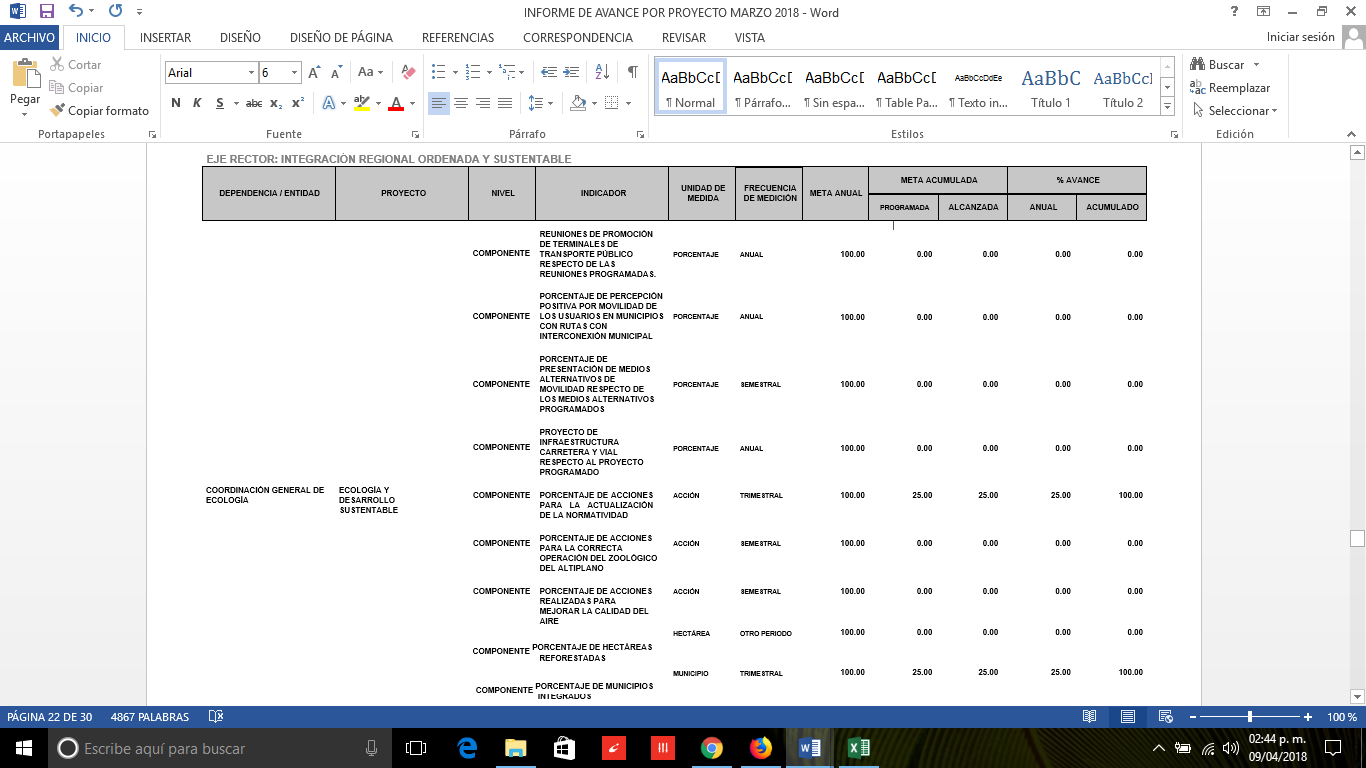 INFORME DE AVANCE POR PROYECTO MARZO 2018 - Word
ARCHIVO INICIO INSERTAR DISEÑO DISEÑO DE PÁGINA REFERENCIAS CORRESPONDENCIA REVISAR VISTA Iniciar sesión
Pegar
Cortar
Copiar
Copiar formato
Portapapeles
Arial 6
N K S abc x₂ x²
Fuente
Párrafo
AaBbCcD AaBbCcD AaBbCcD AaBbCcD AaBbCcDdEe AaBbC AaBbCcD
¶ Normal ¶ Párrafo... ¶ Sin espa... ¶ Table Pa... ¶ Texto in... Título 1 Título 2
Estilos
Buscar
Reemplazar
Seleccionar
Edición
EJE RECTOR: INTEGRACIÓN REGIONAL ORDENADA Y SUSTENTABLE
DEPENDENCIA / ENTIDAD PROYECTO NIVEL INDICADOR UNIDAD DE MEDIDA FRECUENCIA DE MEDICIÓN META ANUAL META ACUMULADA % AVANCE
PROGRAMADA ALCANZADA ANUAL ACUMULADO
REUNIONES DE PROMOCIÓN
DE TERMINALES DE
COMPONENTE TRANSPORTE PÚBLICO PORCENTAJE ANUAL 100.00 0.00 0.00 0.00 0.00
RESPECTO DE LAS
REUNIONES PROGRAMADAS.
PORCENTAJE DE PERCEPCIÓN
POSITIVA POR MOVILIDAD DE
COMPONENTE LOS USUARIOS EN MUNICIPIOS PORCENTAJE ANUAL 100.00 0.00 0.00 0.00 0.00
CON RUTAS CON
INTERCONEXIÓN MUNICIPAL
PORCENTAJE DE
PRESENTACIÓN DE MEDIOS
ALTERNATIVOS DE
COMPONENTE MOVILIDAD RESPECTO DE PORCENTAJE SEMESTRAL 100.00 0.00 0.00 0.00 0.00
LOS MEDIOS ALTERNATIVOS
PROGRAMADOS
PROYECTO DE
INFRAESTRUCTURA
COMPONENTE CARRETERA Y VIAL PORCENTAJE ANUAL 100.00 0.00 0.00 0.00 0.00
RESPECTO AL PROYECTO
PROGRAMADO
COORDINACIÓN GENERAL DE ECOLOGÍA Y
ECOLOGÍA DESARROLLO COMPONENTE PORCENTAJE DE ACCIONES ACCIÓN TRIMESTRAL 100.00 25.00 25.00 25.00 100.00
SUSTENTABLE PARA LA ACTUALIZACIÓN
DE LA NORMATIVIDAD
PORCENTAJE DE ACCIONES
COMPONENTE PARA LA CORRECTA ACCIÓN SEMESTRAL 100.00 0.00 0.00 0.00 0.00
OPERACIÓN DEL ZOOLÓGICO
DEL ALTIPLANO
COMPONENTE PORCENTAJE DE ACCIONES ACCIÓN SEMESTRAL 100.00 0.00 0.00 0.00 0.00
REALIZADAS PARA
MEJORAR LA CALIDAD DEL
AIRE
HECTÁREA OTRO PERIODO 100.00 0.00 0.00 0.00 0.00
COMPONENTE PORCENTAJE DE HECTÁREAS
REFORESTADAS
MUNICIPIO TRIMESTRAL 100.00 25.00 25.00 25.00 100.00
COMPONENTE PORCENTAJE DE MUNICIPIOS
INTEGRADOS
PÁGINA 22 DE 30 4867 PALABRAS 100 %
Escribe aquí para buscar
02:44 p. m.
09/04/2018